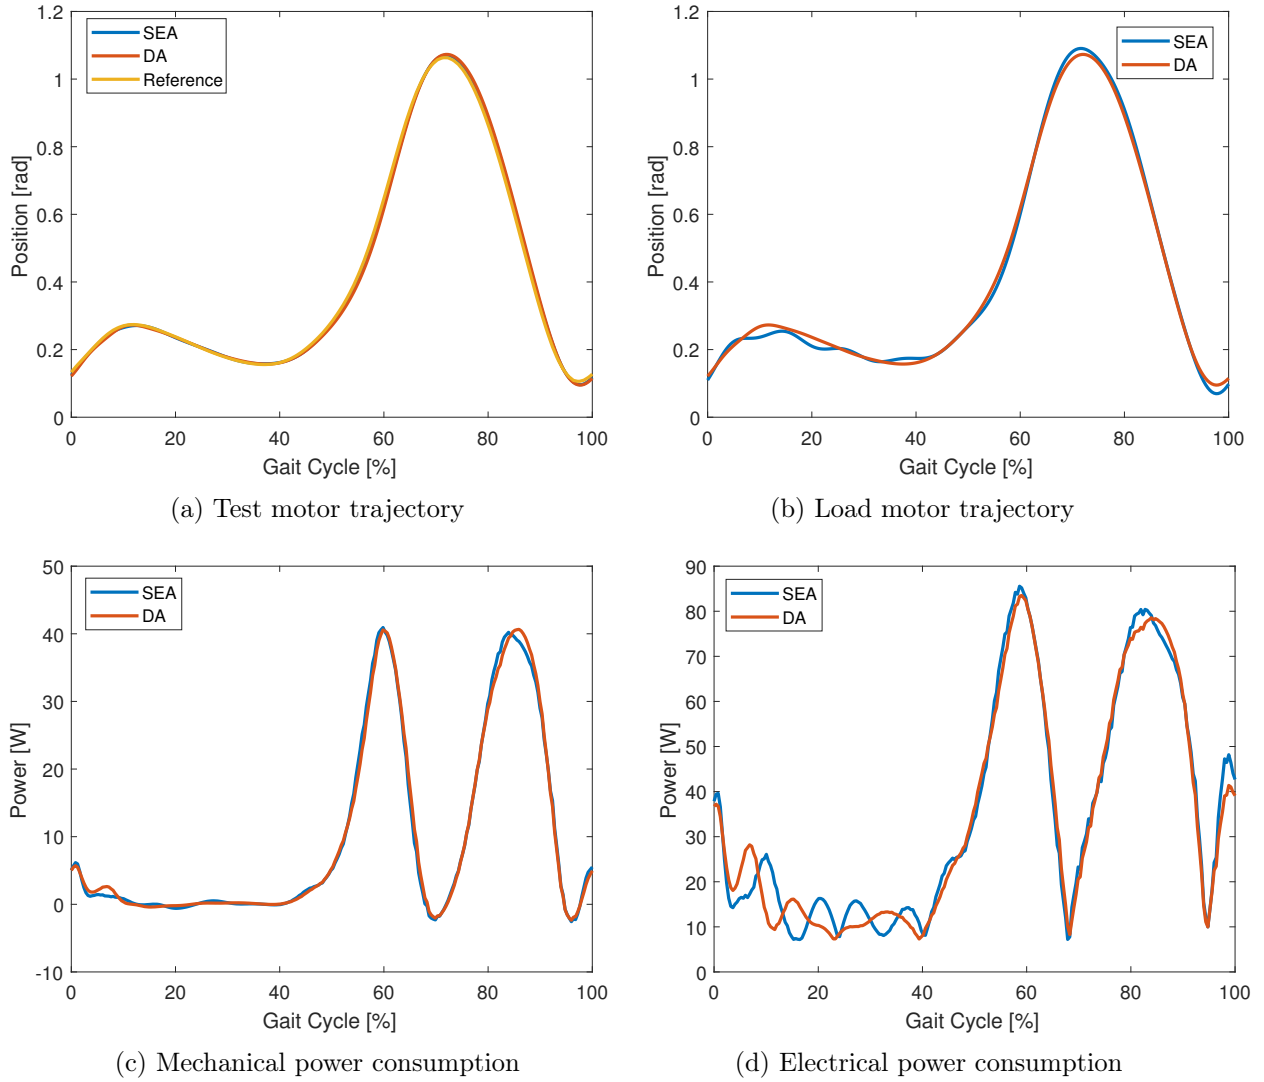 1.2
1
0.8
0.6
0.4
0.2
0
Position [rad]
SEA
DA
Reference
0 20 40 60 80 100
Gait Cycle [%]
(a) Test motor trajectory
1.2
1
0.8
0.6
0.4
0.2
0
Position [rad]
SEA
DA
0 20 40 60 80 100
Gait Cycle [%]
(b) Load motor trajectory
50
40
30
20
10
0
-10
Power [W]
SEA
DA
0 20 40 60 80 100
Gait Cycle [%]
(c) Mechanical power consumption
90
80
70
60
50
40
30
20
10
0
Power [W]
SEA
DA
0 20 40 60 80 100
Gait Cycle [%]
(d) Electrical power consumption